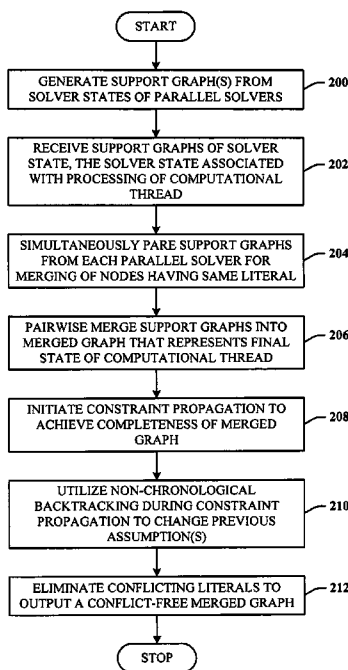 START
GENERATE SUPPORT GRAPH(S) FROM
SOLVER STATES OF PARALLEL SOLVERS
200
RECEIVE SUPPORT GRAPHS OF SOLVER
STATE, THE SOLVER STATE ASSOCIATED
WITH PROCESSING OF COMPUTATIONAL
THREAD
202
SIMULTANEOUSLY PARE SUPPORT GRAPHS
FROM EACH PARALLEL SOLVER FOR
MERGING OF NODES HAVING SAME LITERAL
204
PAIRWISE MERGE SUPPORT GRAPHS INTO
MERGED GRAPH THAT REPRESENTS FINAL
STATE OF COMPUTATIONAL THREAD
206
INITIATE CONSTRAINT PROPAGATION TO
ACHIEVE COMPLETENESS OF MERGED
GRAPH
208
UTILIZE NON-CHRONOLOGICAL
BACKTRACKING DURING CONSTRAINT
PROPAGATION TO CHANGE PREVIOUS
ASSUMPTION(S)
210
ELIMINATE CONFLICTING LITERALS TO
OUTPUT A CONFLICT-FREE MERGED GRAPH
212
STOP